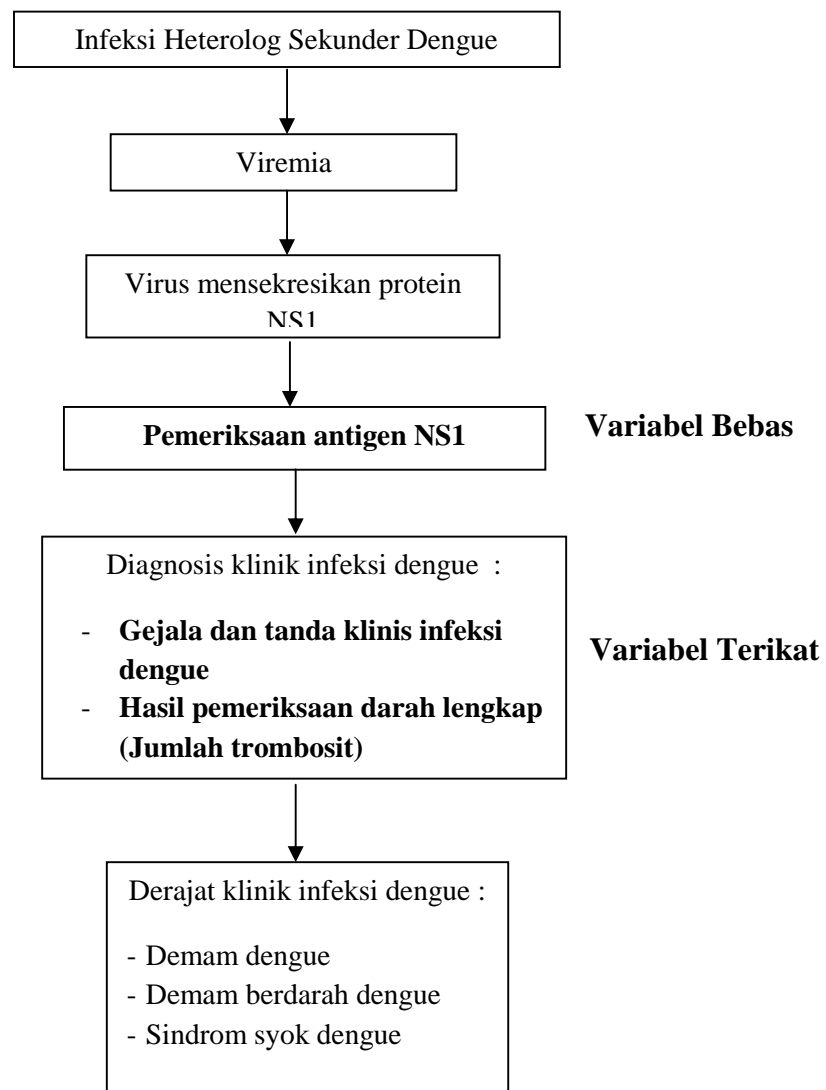 Infeksi Heterolog Sekunder Dengue
Viremia
Virus mensekresikan protein
NS1
Pemeriksaan antigen NS1
Variabel Bebas
Diagnosis klinik infeksi dengue :
- Gejala dan tanda klinis infeksi
dengue
- Hasil pemeriksaan darah lengkap
(Jumlah trombosit)
Variabel Terikat
Derajat klinik infeksi dengue :
- Demam dengue
- Demam berdarah dengue
- Sindrom syok dengue